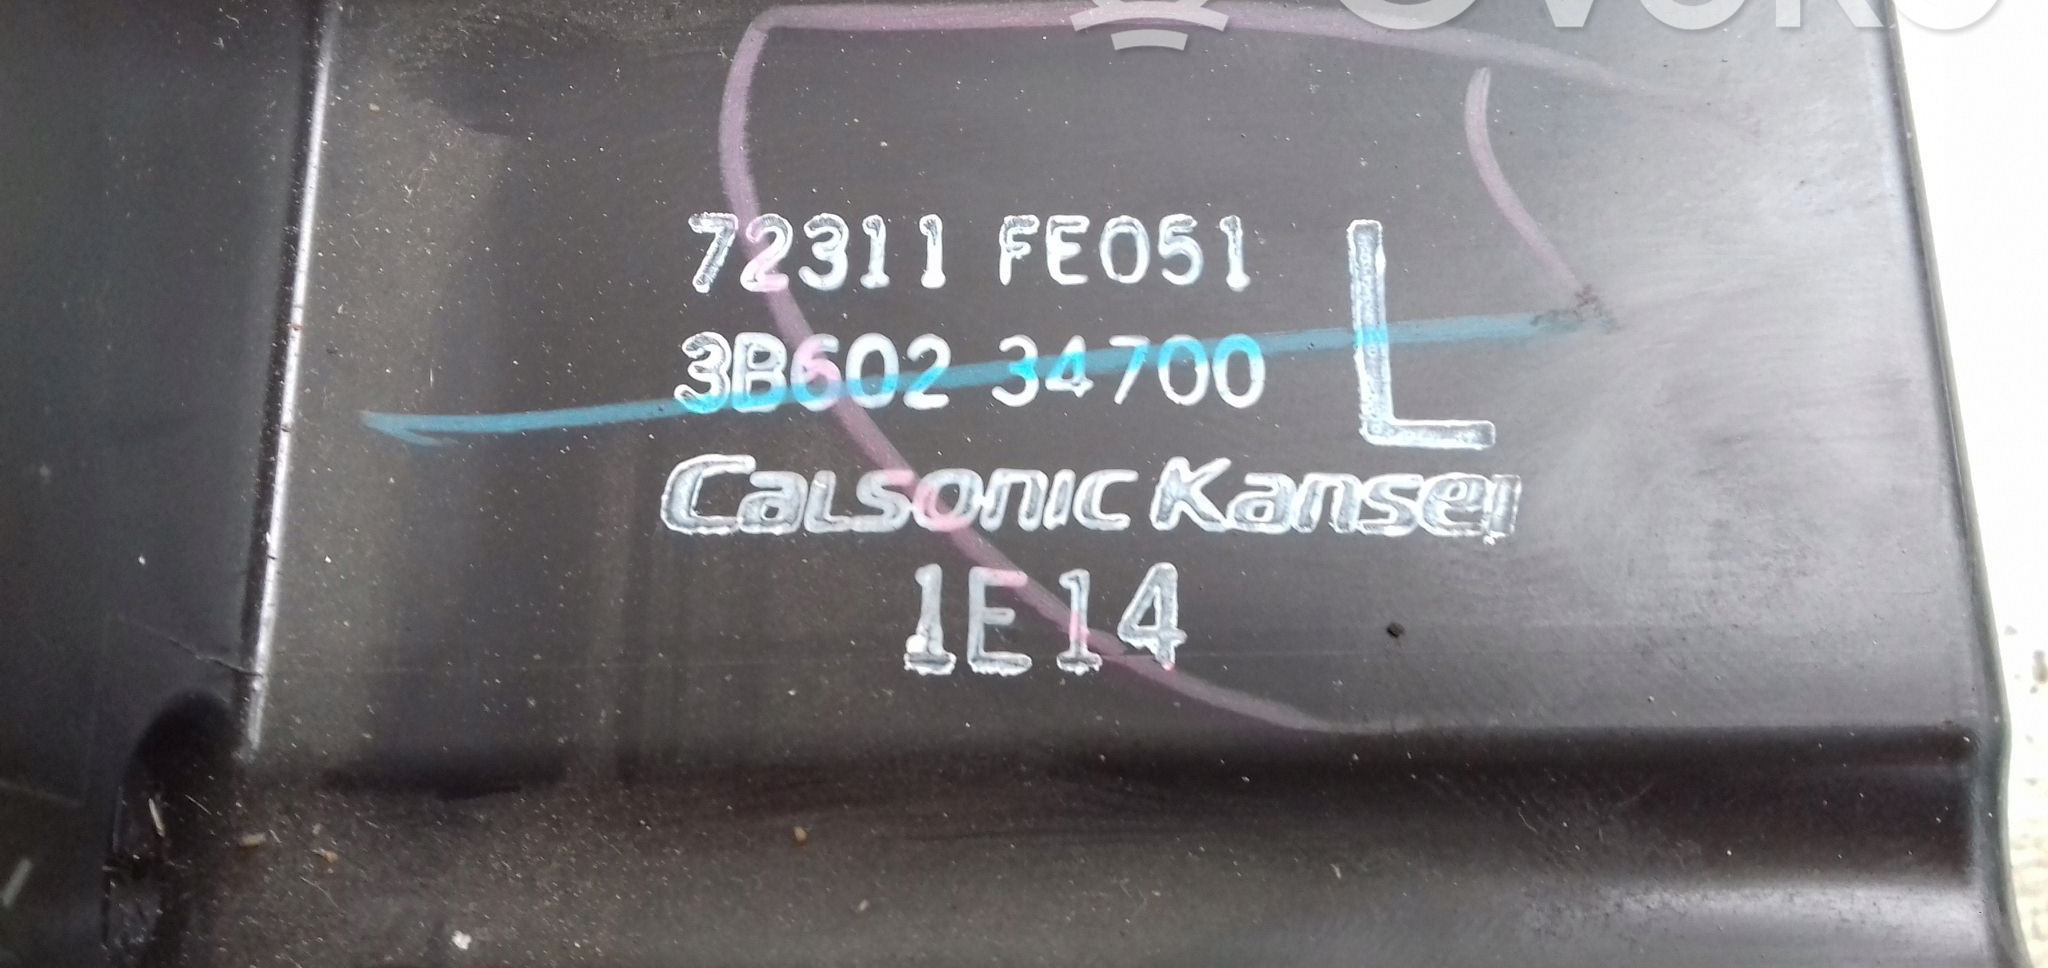 72311 FE051
3B602 34700
L
CALSONIC Kansei
1E14